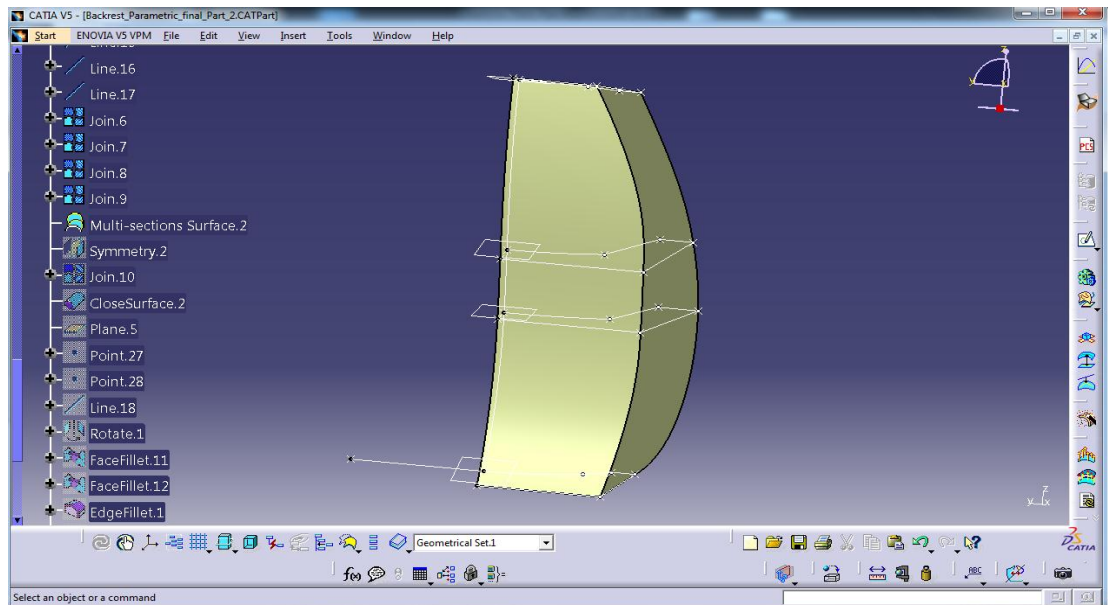 CATIA V5 - [Backrest_Parametric_final_Part_2.CATPart]
Start ENOVIA V5 VPM File Edit View Insert Tools Window Help
Line.16
Line.17
Join.6
Join.7
Join.8
Join.9
Multi-sections Surface.2
Symmetry.2
Join.10
CloseSurface.2
Plane.5
Point.27
Point.28
Line.18
Rotate.1
FaceFillet.11
FaceFillet.12
EdgeFillet.1
PCS
z
y x
Geometrical Set.1
CATIA
f(x)
ABC
Select an object or a command